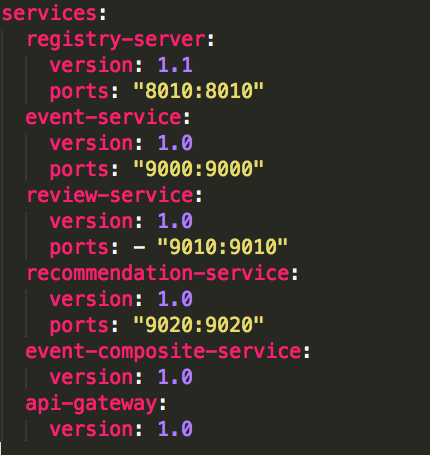 services:
  registry-server:
    version: 1.1
    ports: "8010:8010"
  event-service:
    version: 1.0
    ports: "9000:9000"
  review-service:
    version: 1.0
    ports: - "9010:9010"
  recommendation-service:
    version: 1.0
    ports: "9020:9020"
  event-composite-service:
    version: 1.0
  api-gateway:
    version: 1.0